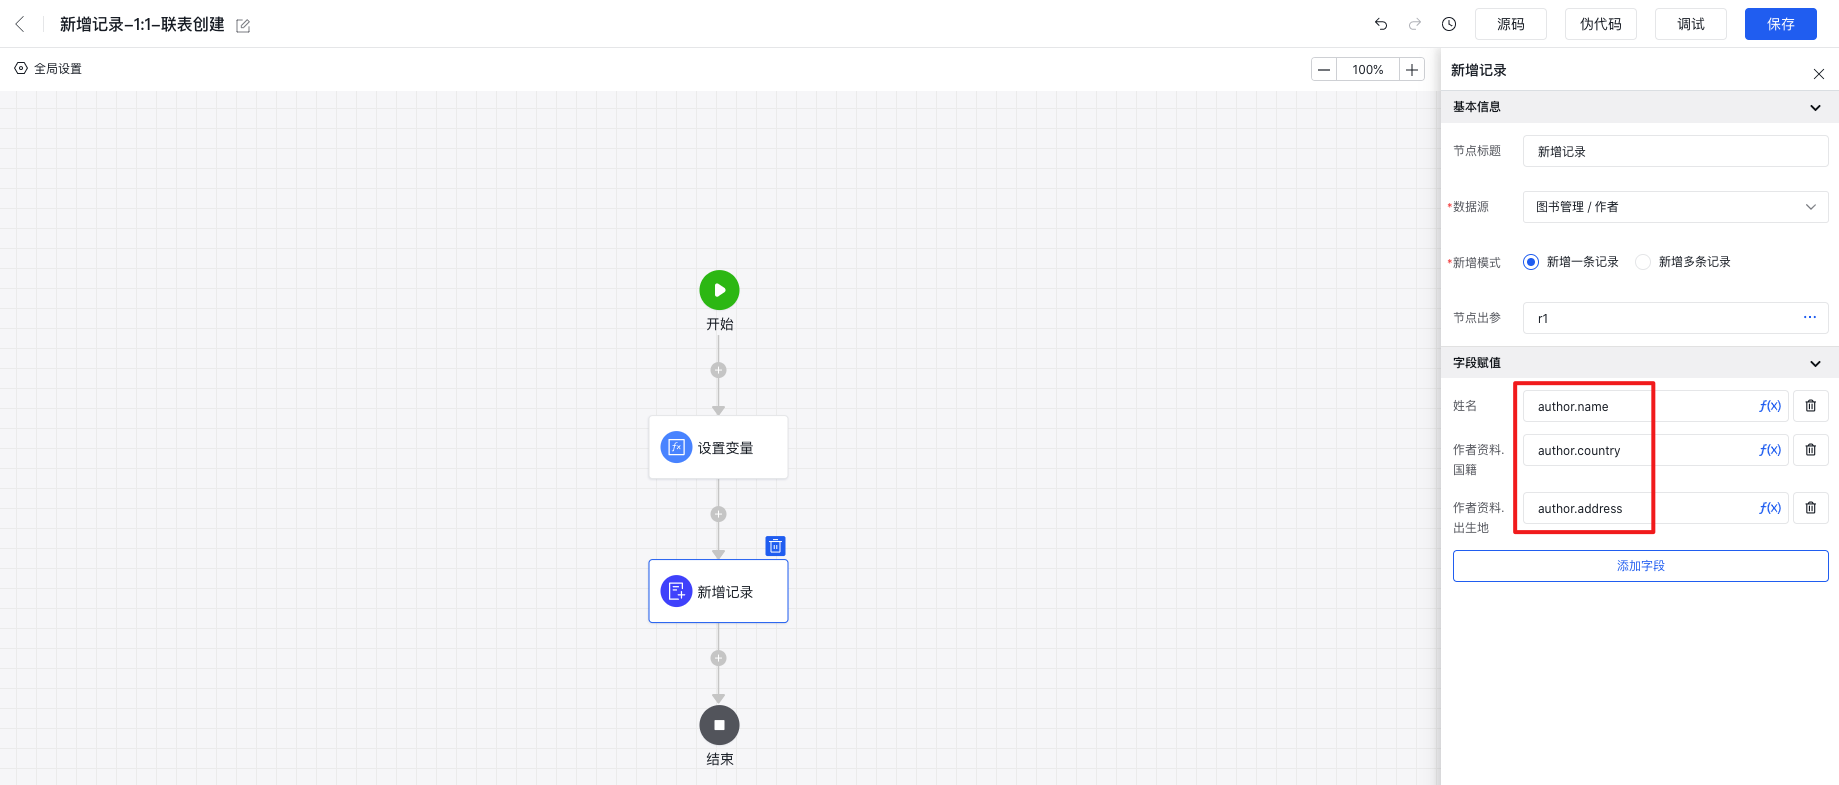 新增记录-1:1-联表创建
源码
伪代码
调试
保存
全局设置
100%
开始
设置变量
新增记录
结束
新增记录
基本信息
节点标题
新增记录
*数据源
图书管理 / 作者
*新增模式
新增一条记录
新增多条记录
节点出参
r1
字段赋值
姓名
author.name
f(x)
作者资料.
国籍
author.country
f(x)
作者资料.
出生地
author.address
f(x)
添加字段